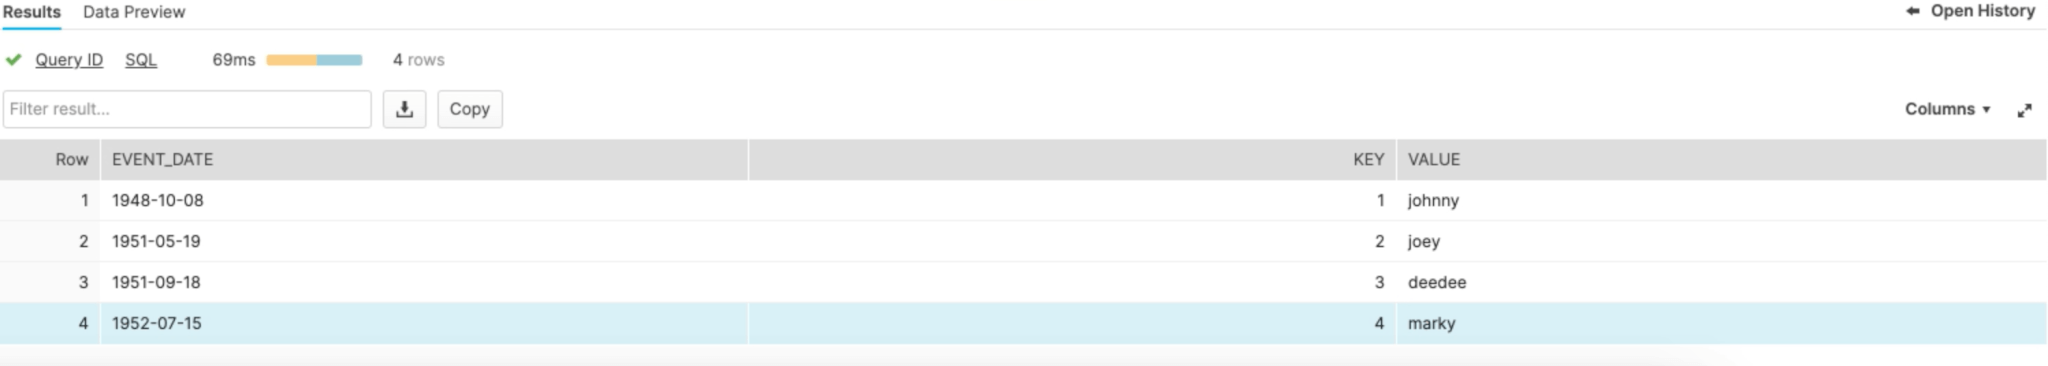 Results Data Preview Open History
Query ID SQL 69ms 4 rows
Filter result... Copy Columns
Row EVENT_DATE KEY VALUE
1 1948-10-08 1 johnny
2 1951-05-19 2 joey
3 1951-09-18 3 deedee
4 1952-07-15 4 marky